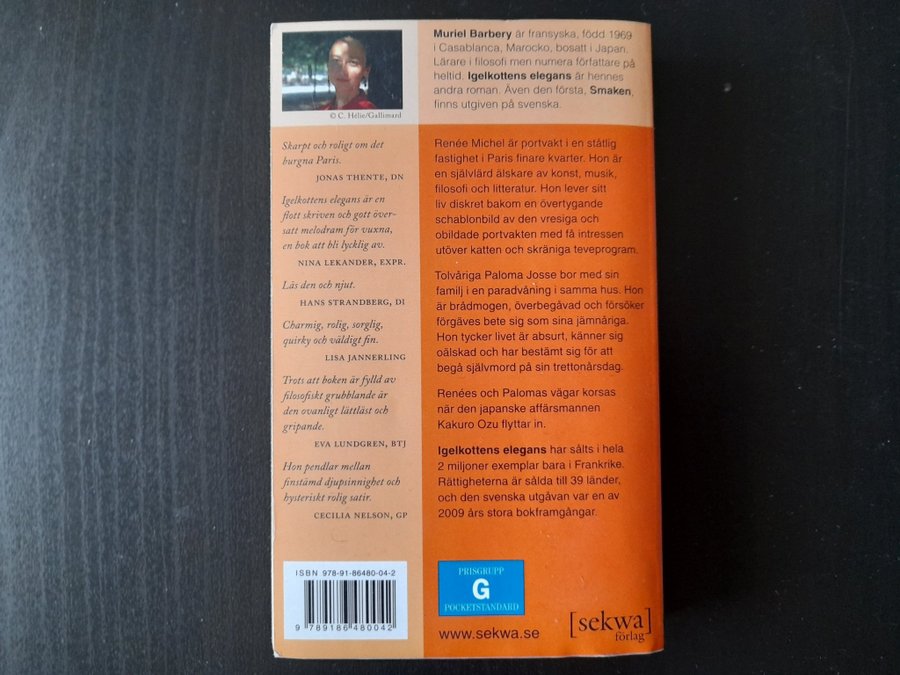 © C. Hélie/Gallimard
Muriel Barbery är fransyska, född 1969
i Casablanca, Marocko, bosatt i Japan.
Lärare i filosofi men numera författare på
heltid. Igelkottens elegans är hennes
andra roman. Även den första, Smaken,
finns utgiven på svenska.
Skarpt och roligt om det
burgna Paris.
JONAS THENTE, DN
Igelkottens elegans är en
flott skriven och gott över-
satt melodram för vuxna,
en bok att bli lycklig av.
NINA LEKANDER, EXPR.
Läs den och njut.
HANS STRANDBERG, DI
Charmig, rolig, sorglig,
quirky och väldigt fin.
LISA JANNERLING
Trots att boken är fylld av
filosofiskt grubblande är
den ovanligt lättläst och
gripande.
EVA LUNDGREN, BTJ
Hon pendlar mellan
finstämd djupsinnighet och
hysteriskt rolig satir.
CECILIA NELSON, GP
Renée Michel är portvakt i en ståtlig
fastighet i Paris finare kvarter. Hon är
en självlärd älskare av konst, musik,
filosofi och litteratur. Hon lever sitt
liv diskret bakom en övertygande
schablonbild av den vresiga och
obildade portvakten med få intressen
utöver katten och skräniga teveprogram.
Tolvåriga Paloma Josse bor med sin
familj i en paradvåning i samma hus. Hon
är brådmogen, överbegåvad och försöker
förgäves bete sig som sina jämnåriga.
Hon tycker livet är absurt, känner sig
oälskad och har bestämt sig för att
begå självmord på sin trettonårsdag.
Renées och Palomas vägar korsas
när den japanske affärsmannen
Kakuro Ozu flyttar in.
Igelkottens elegans har sålts i hela
2 miljoner exemplar bara i Frankrike.
Rättigheterna är sålda till 39 länder,
och den svenska utgåvan var en av
2009 års stora bokframgångar.
ISBN 978-91-86480-04-2
9 789186 480042
PRISGRUPP
G
POCKETSTANDARD
www.sekwa.se
[sekwa]
förlag